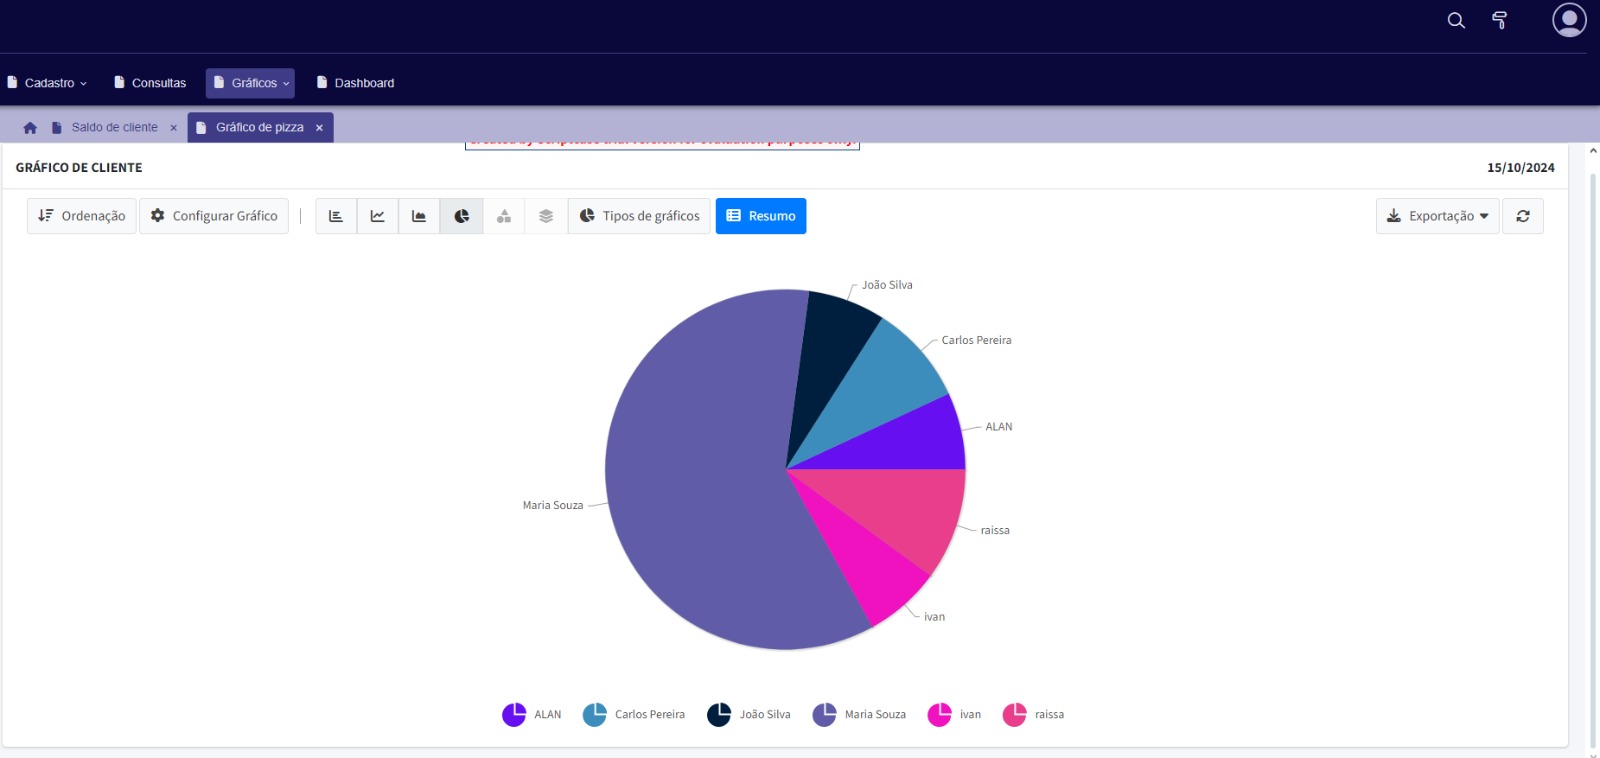 Cadastro
Consultas
Gráficos
Dashboard
Saldo de cliente ×
Gráfico de pizza ×
GRÁFICO DE CLIENTE
15/10/2024
Ordenação
Configurar Gráfico
Tipos de gráficos
Resumo
Exportação
João Silva
Carlos Pereira
ALAN
Maria Souza
raissa
ivan
ALAN
Carlos Pereira
João Silva
Maria Souza
ivan
raissa